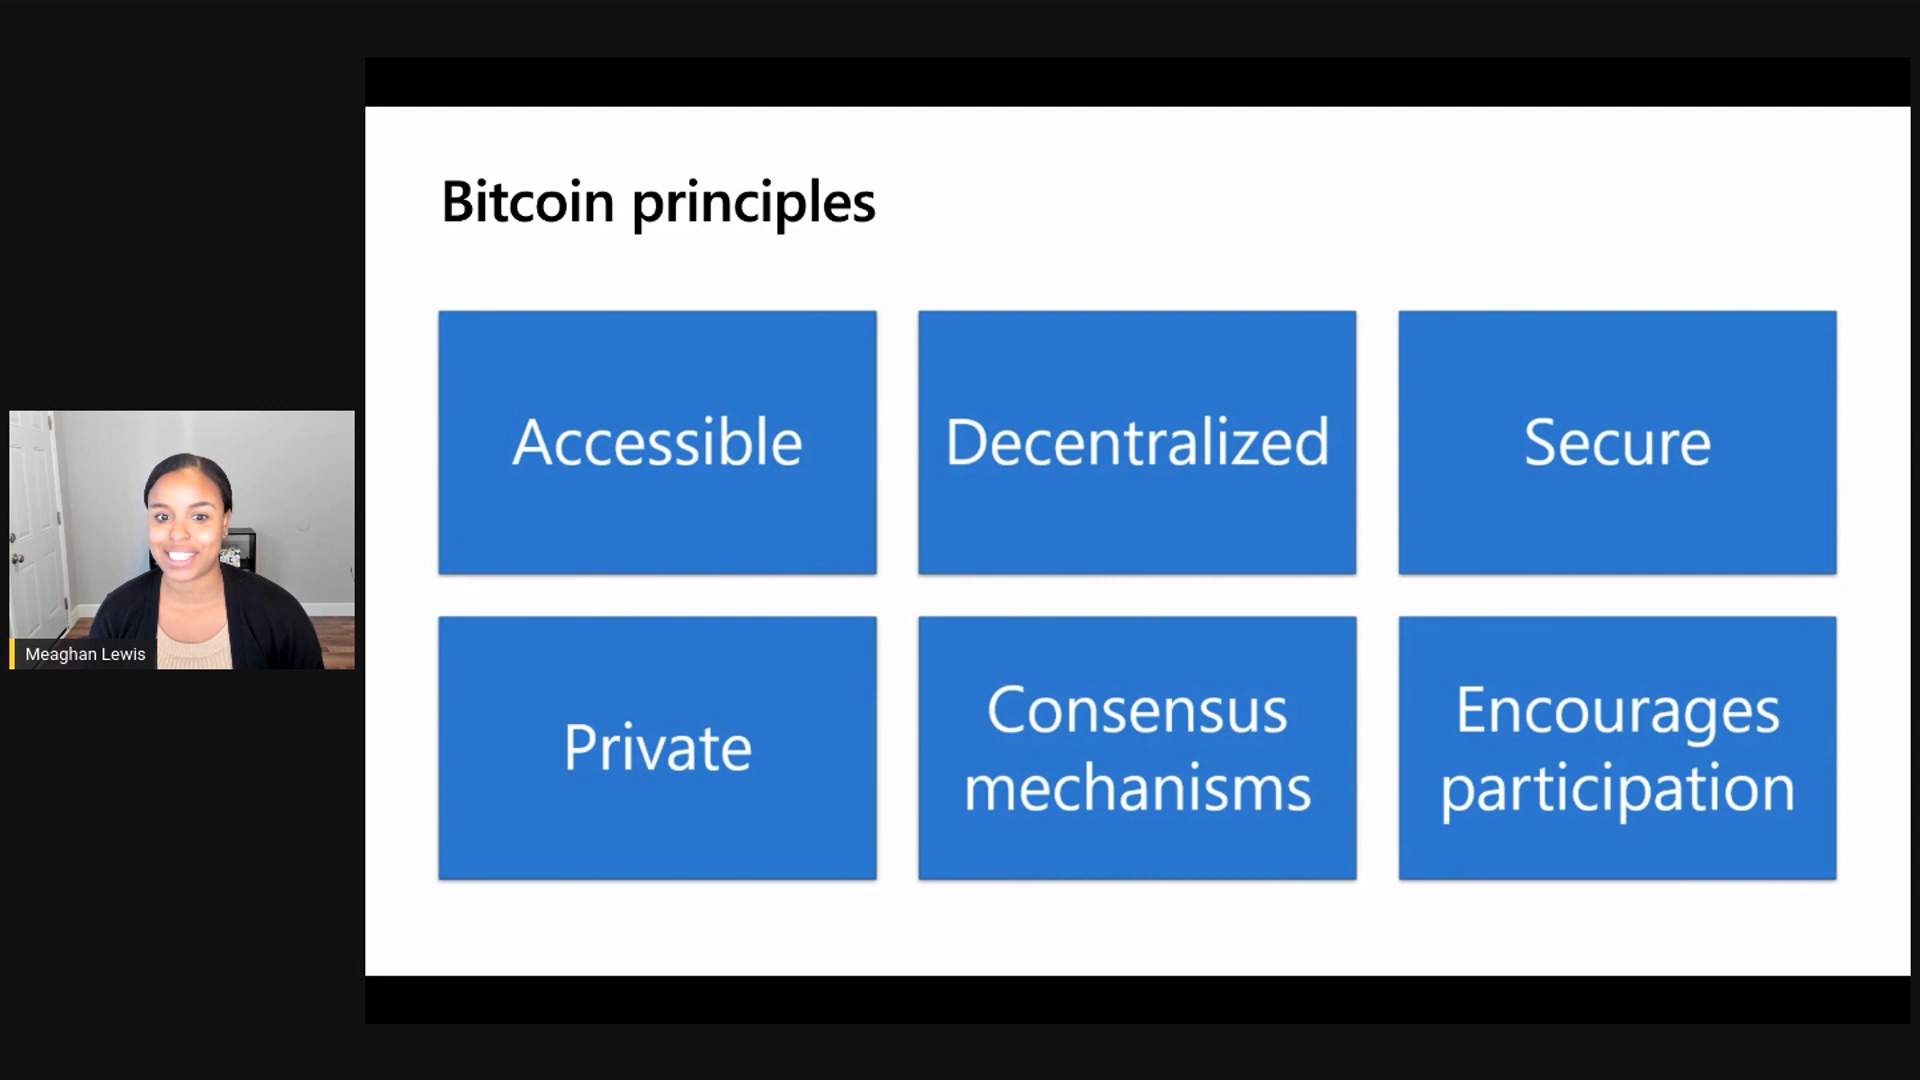 Bitcoin principles
Accessible
Decentralized
Secure
Private
Consensus
mechanisms
Encourages
participation
Meaghan Lewis